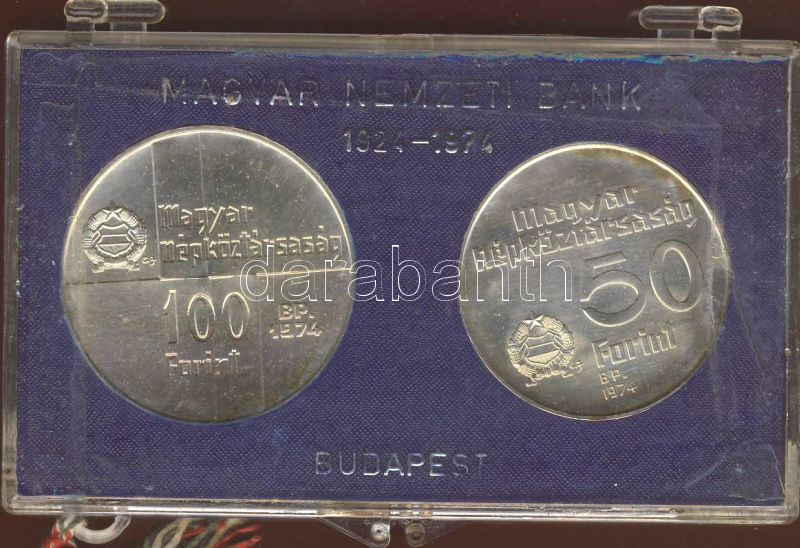 MAGYAR NEMZETI BANK
1924-1974
Magyar
Népköztársaság
100
Forint
BP.
1974
Magyar
Népköztársaság
50
Forint
BP.
1974
darabanth
BUDAPEST